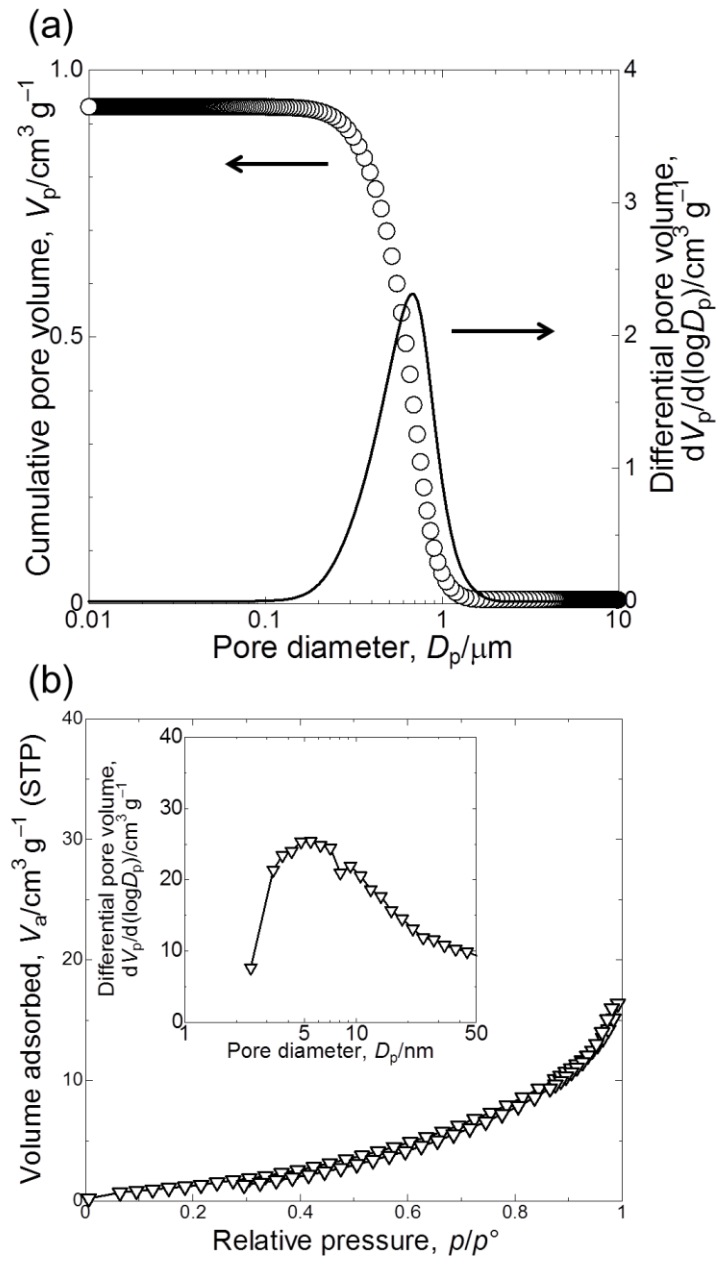 (a)
1.0
0.5
0
Cumulative pore volume, Vp/cm³ g⁻¹
4
3
2
1
0
Differential pore volume,
dVp/d(logDp)/cm³ g⁻¹
0.01
0.1
1
10
Pore diameter, Dp/μm
(b)
40
30
20
10
0
Volume adsorbed, Va/cm³ g⁻¹ (STP)
40
30
20
10
0
Differential pore volume,
dVp/d(logDp)/cm³ g⁻¹
1
5
10
50
Pore diameter, Dp/nm
0
0.2
0.4
0.6
0.8
1
Relative pressure, p/p°